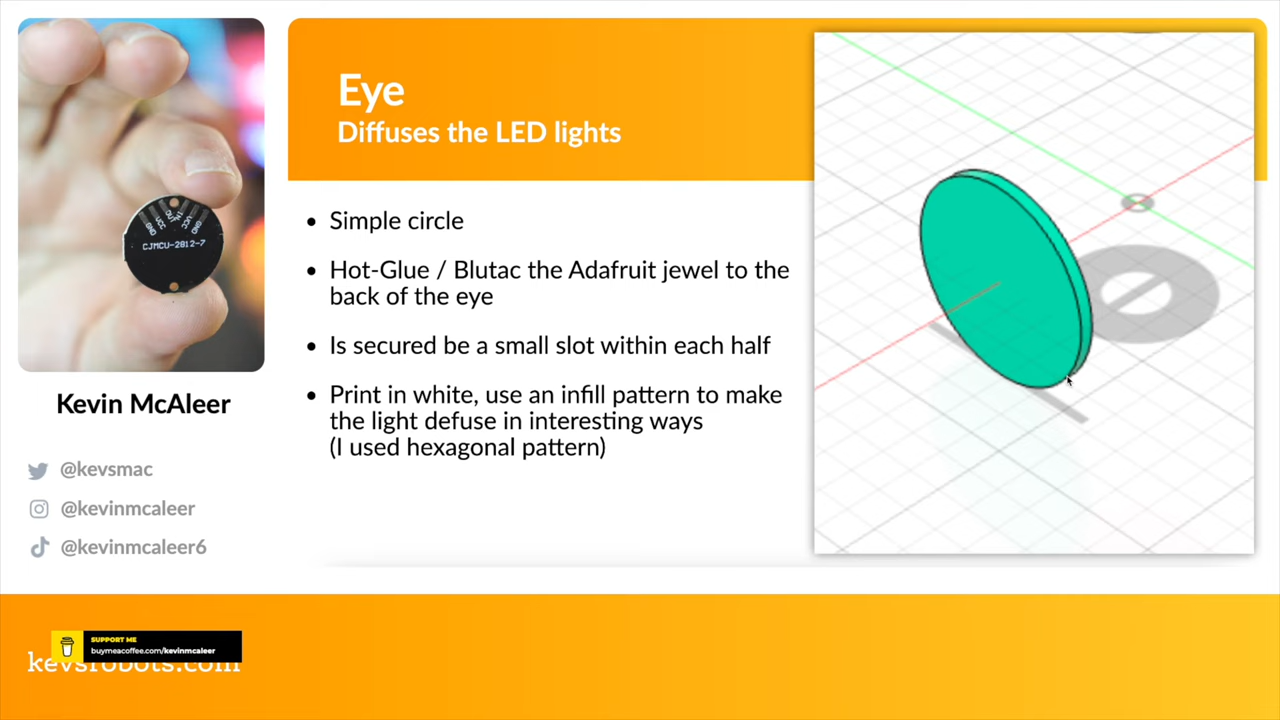 Eye
Diffuses the LED lights
• Simple circle
• Hot-Glue / Blutac the Adafruit jewel to the
back of the eye
• Is secured be a small slot within each half
• Print in white, use an infill pattern to make
the light defuse in interesting ways
(I used hexagonal pattern)
CJMCU-2812-7
Kevin McAleer
@kevsmac
@kevinmcaleer
@kevinmcaleer6
SUPPORT ME
buymeacoffee.com/kevinmcaleer
kevsrobots.com